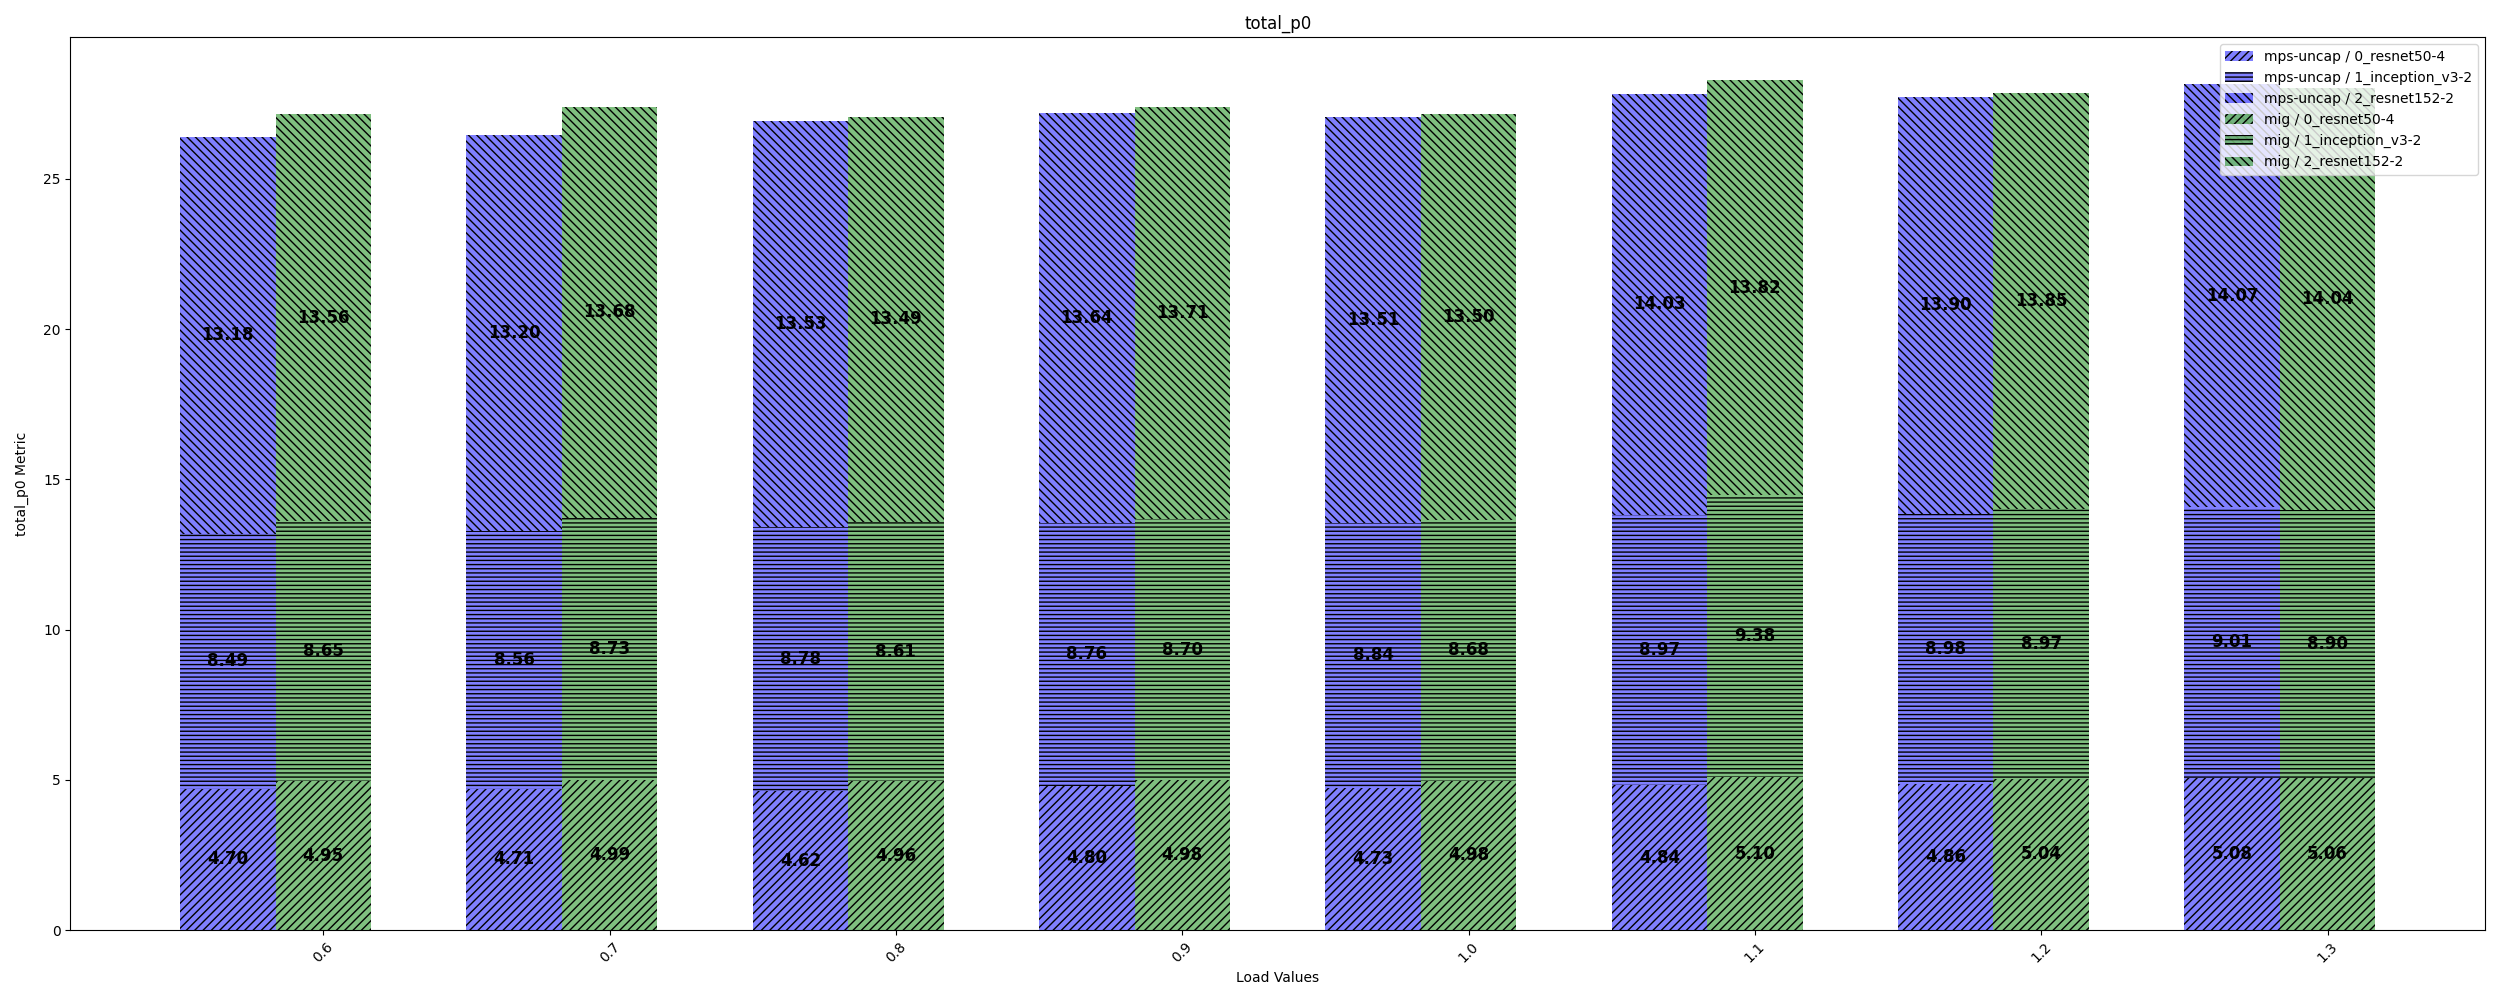 total_p0
mps-uncap / 0_resnet50-4
mps-uncap / 1_inception_v3-2
mps-uncap / 2_resnet152-2
mig / 0_resnet50-4
mig / 1_inception_v3-2
mig / 2_resnet152-2
total_p0 Metric
25
20
15
10
5
0
13.18 13.56 13.20 13.68 13.53 13.49 13.64 13.71 13.51 13.50 14.03 13.82 13.90 13.85 14.07 14.04
8.49 8.65 8.56 8.73 8.78 8.61 8.76 8.70 8.84 8.68 8.97 9.38 8.98 8.97 9.01 8.90
4.70 4.95 4.71 4.99 4.62 4.96 4.80 4.98 4.73 4.98 4.84 5.10 4.86 5.04 5.08 5.06
0.6 0.7 0.8 0.9 1.0 1.1 1.2 1.3
Load Values